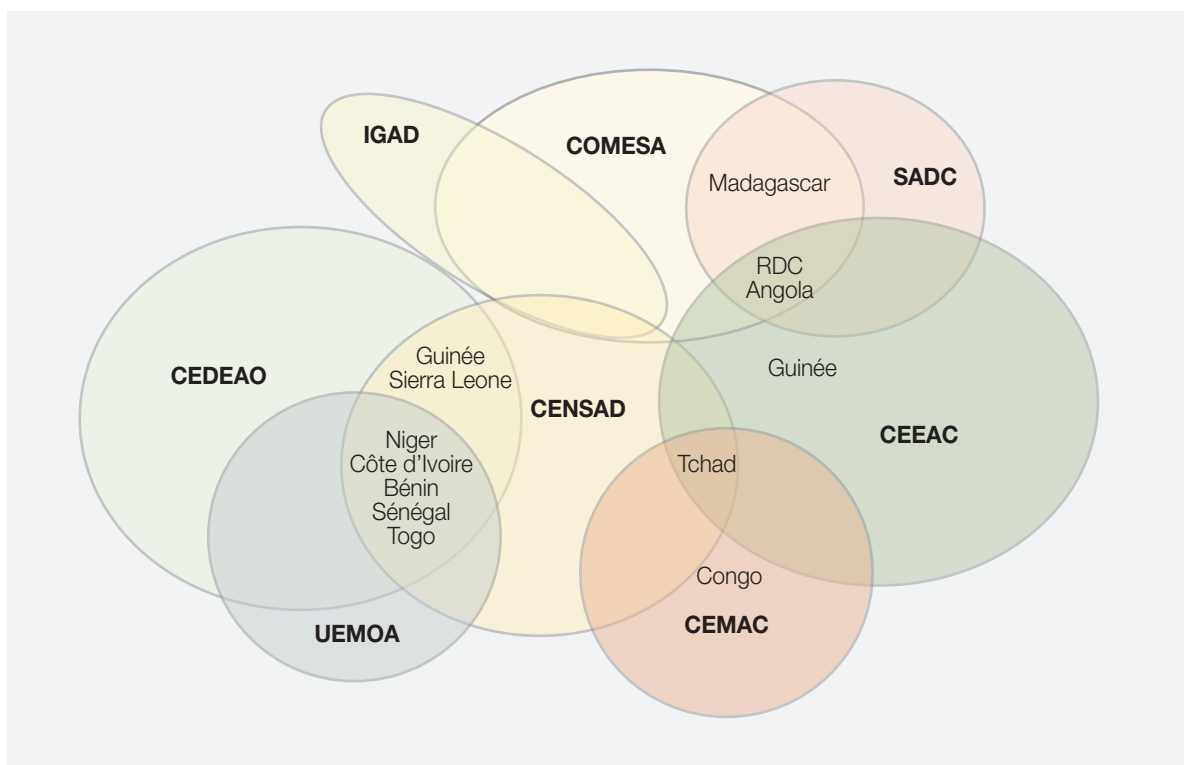 IGAD
COMESA
SADC
Madagascar
RDC
Angola
CEDEAO
Guinée
Sierra Leone
CENSAD
Guinée
CEEAC
Niger
Côte d’Ivoire
Bénin
Sénégal
Togo
Tchad
Congo
CEMAC
UEMOA